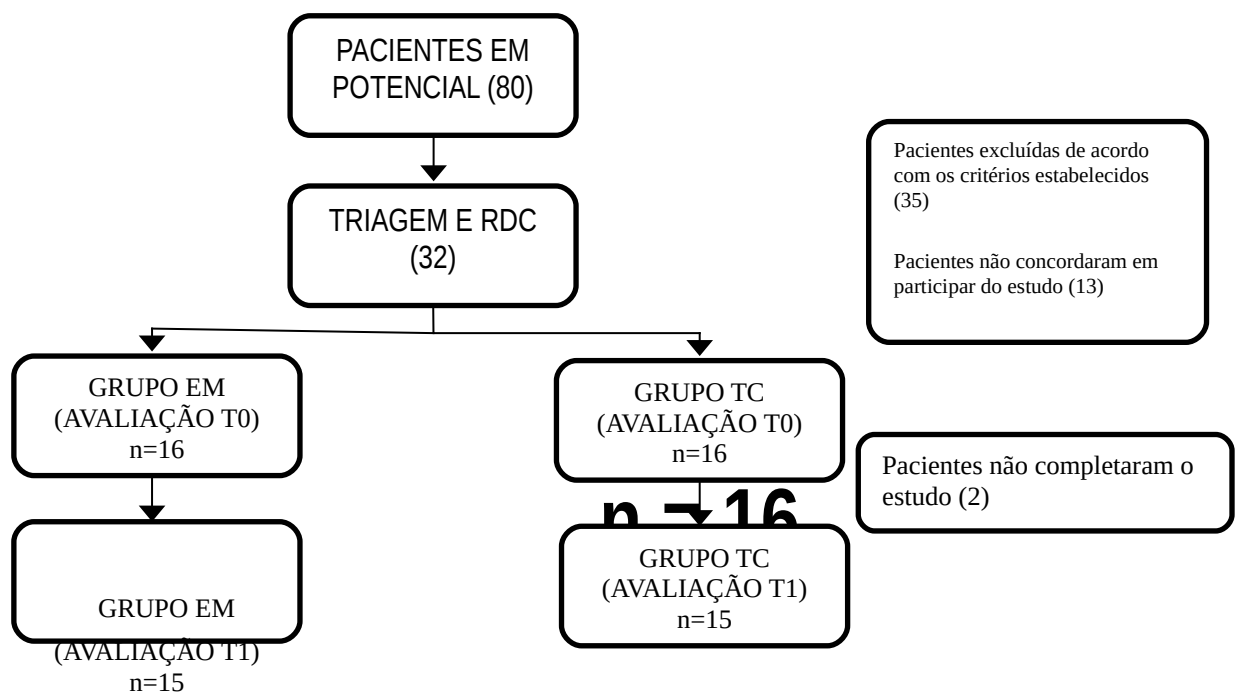 PACIENTES EM
POTENCIAL (80)
Pacientes excluídas de acordo
com os critérios estabelecidos
(35)
Pacientes não concordaram em
participar do estudo (13)
TRIAGEM E RDC
(32)
GRUPO EM
(AVALIAÇÃO T0)
n=16
GRUPO TC
(AVALIAÇÃO T0)
n=16
Pacientes não completaram o
estudo (2)
n = 16
GRUPO EM
(AVALIAÇÃO T1)
n=15
GRUPO TC
(AVALIAÇÃO T1)
n=15